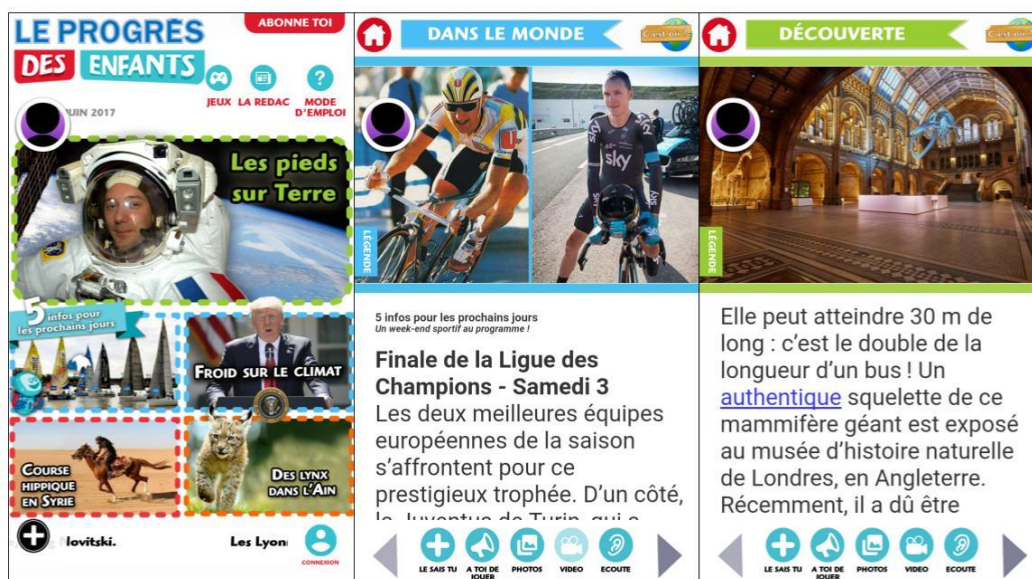 LE PROGRÈS
DES ENFANTS
ABONNE TOI
JEUX
LA REDAC
MODE
D'EMPLOI
JUIN 2017
Les pieds
sur Terre
5 infos pour
les prochains jours
FROID SUR LE CLIMAT
COURSE
HIPPIQUE
EN SYRIE
DES LYNX
DANS L'AIN
Novitski.
Les Lyon
CONNEXION
DANS LE MONDE
C'est où ?
sky
SKY
LÉGENDE
5 infos pour les prochains jours
Un week-end sportif au programme !
Finale de la Ligue des
Champions - Samedi 3
Les deux meilleures équipes
européennes de la saison
s'affrontent pour ce
prestigieux trophée. D'un côté,
la Juventus de Turin, qui a
LE SAIS TU
A TOI DE
JOUER
PHOTOS
VIDEO
ECOUTE
DÉCOUVERTE
C'est où ?
LÉGENDE
Elle peut atteindre 30 m de
long : c'est le double de la
longueur d'un bus ! Un
authentique squelette de ce
mammifère géant est exposé
au musée d'histoire naturelle
de Londres, en Angleterre.
Récemment, il a dû être
LE SAIS TU
A TOI DE
JOUER
PHOTOS
VIDEO
ECOUTE